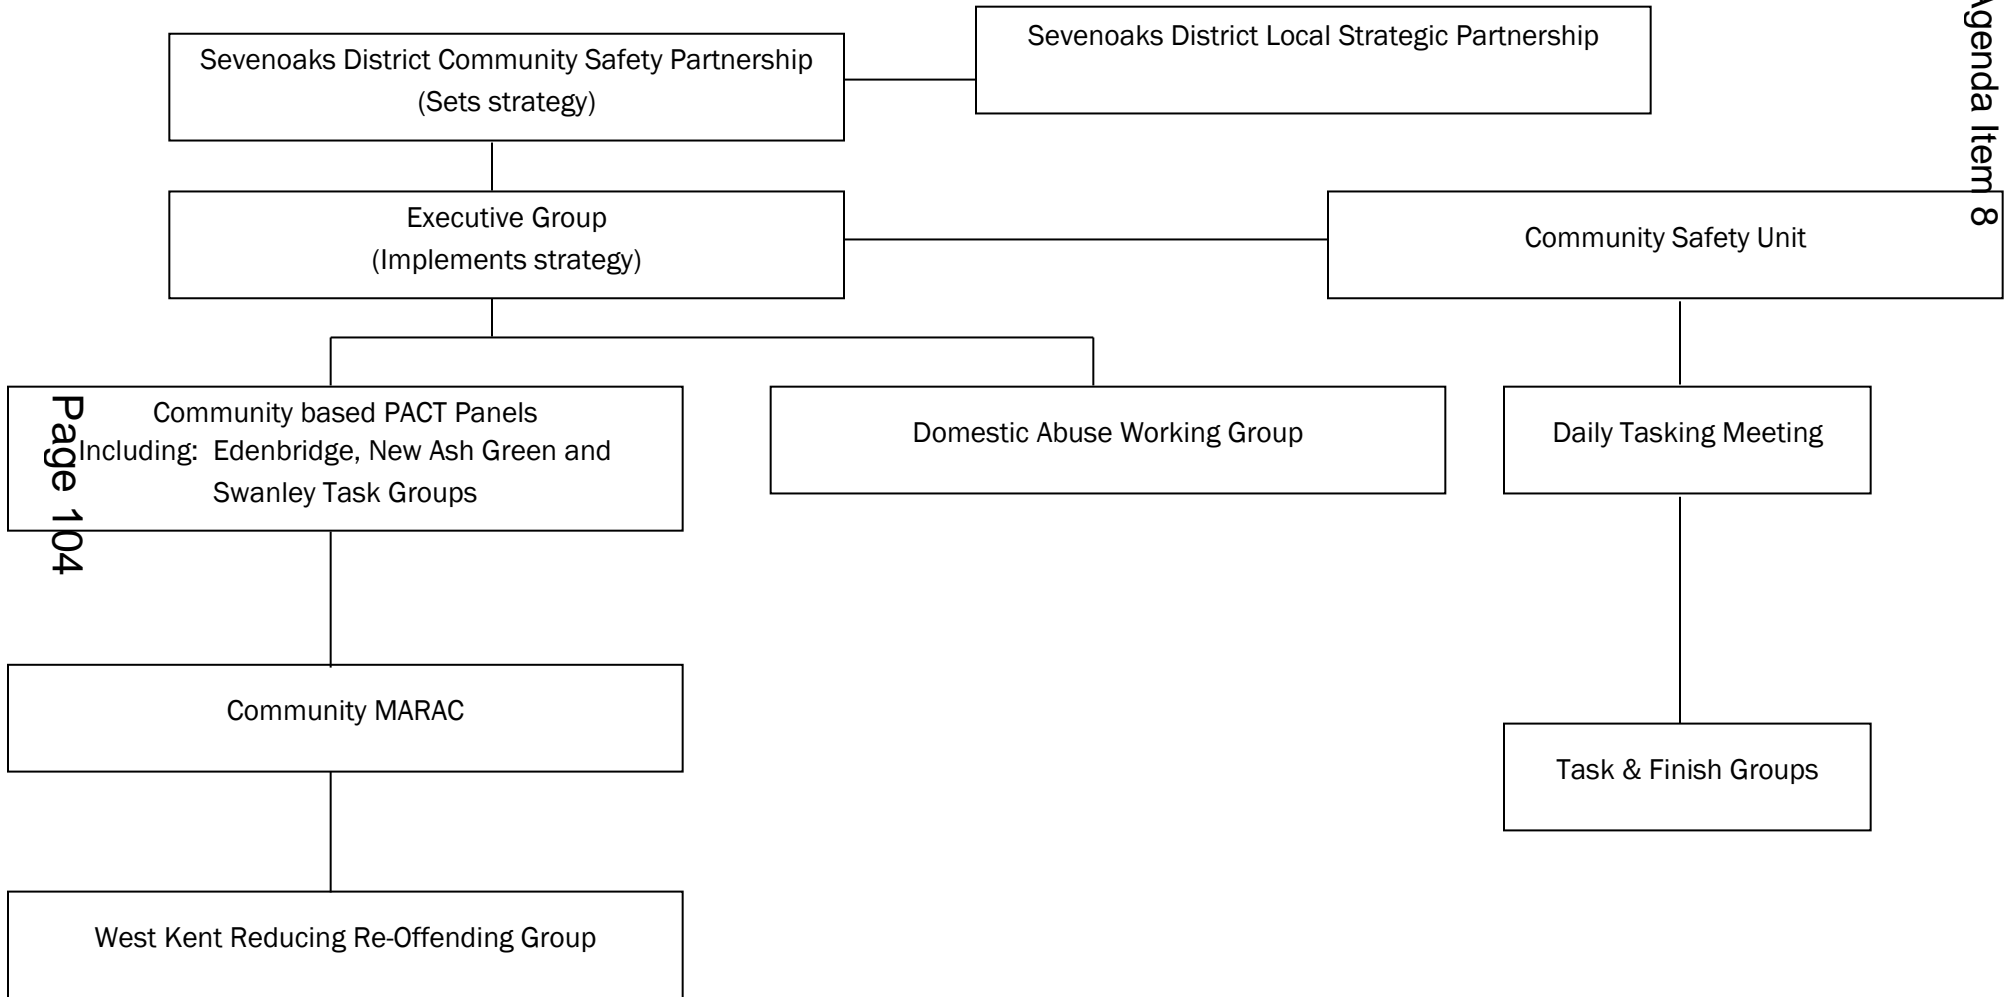 Sevenoaks District Local Strategic Partnership
Sevenoaks District Community Safety Partnership
(Sets strategy)
Agenda Item 8
Executive Group
(Implements strategy)
Community Safety Unit
Community based PACT Panels
Including: Edenbridge, New Ash Green and
Swanley Task Groups
Page 104
Domestic Abuse Working Group
Daily Tasking Meeting
Community MARAC
Task & Finish Groups
West Kent Reducing Re-Offending Group